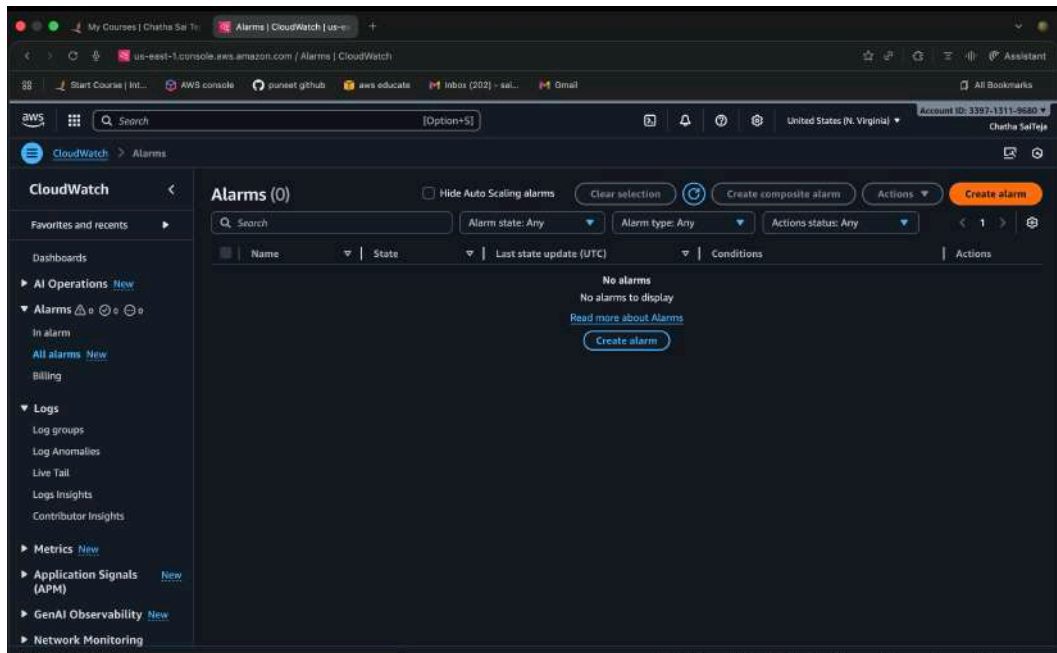 My Courses | Chatha Sai Te
Alarms | CloudWatch | us-e
us-east-1.console.aws.amazon.com / Alarms | CloudWatch
Assistant
Start Course | Int...
AWS console
puneet github
aws educate
Inbox (202) - sai...
Gmail
All Bookmarks
aws
Search
[Option+S]
United States (N. Virginia)
Account ID: 3397-1311-9680
Chatha SaiTeja
CloudWatch > Alarms
CloudWatch
Favorites and recents
Dashboards
AI Operations New
Alarms 0 0 0
In alarm
All alarms New
Billing
Logs
Log groups
Log Anomalies
Live Tail
Logs Insights
Contributor Insights
Metrics New
Application Signals (APM) New
GenAI Observability New
Network Monitoring
Alarms (0)
Hide Auto Scaling alarms
Clear selection
Create composite alarm
Actions
Create alarm
Search
Alarm state: Any
Alarm type: Any
Actions status: Any
1
Name
State
Last state update (UTC)
Conditions
Actions
No alarms
No alarms to display
Read more about Alarms
Create alarm